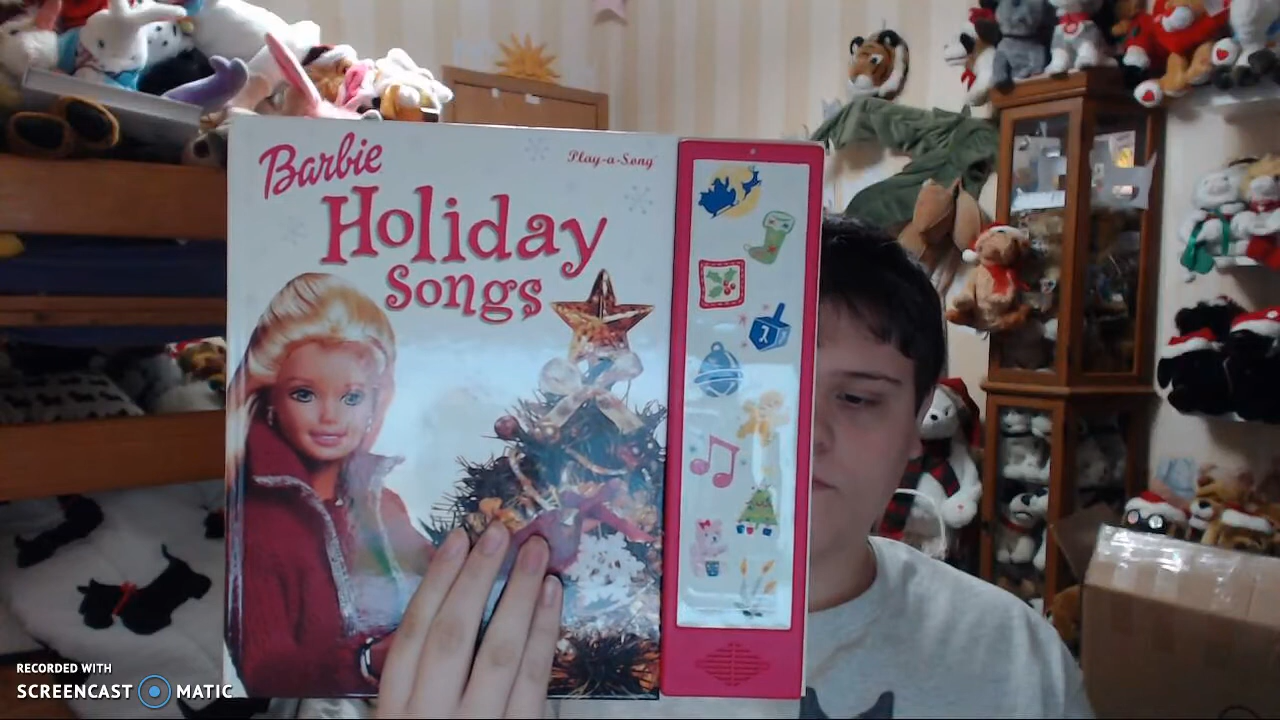 Barbie
Play-a-Song
Holiday
Songs
RECORDED WITH
SCREENCAST MATIC